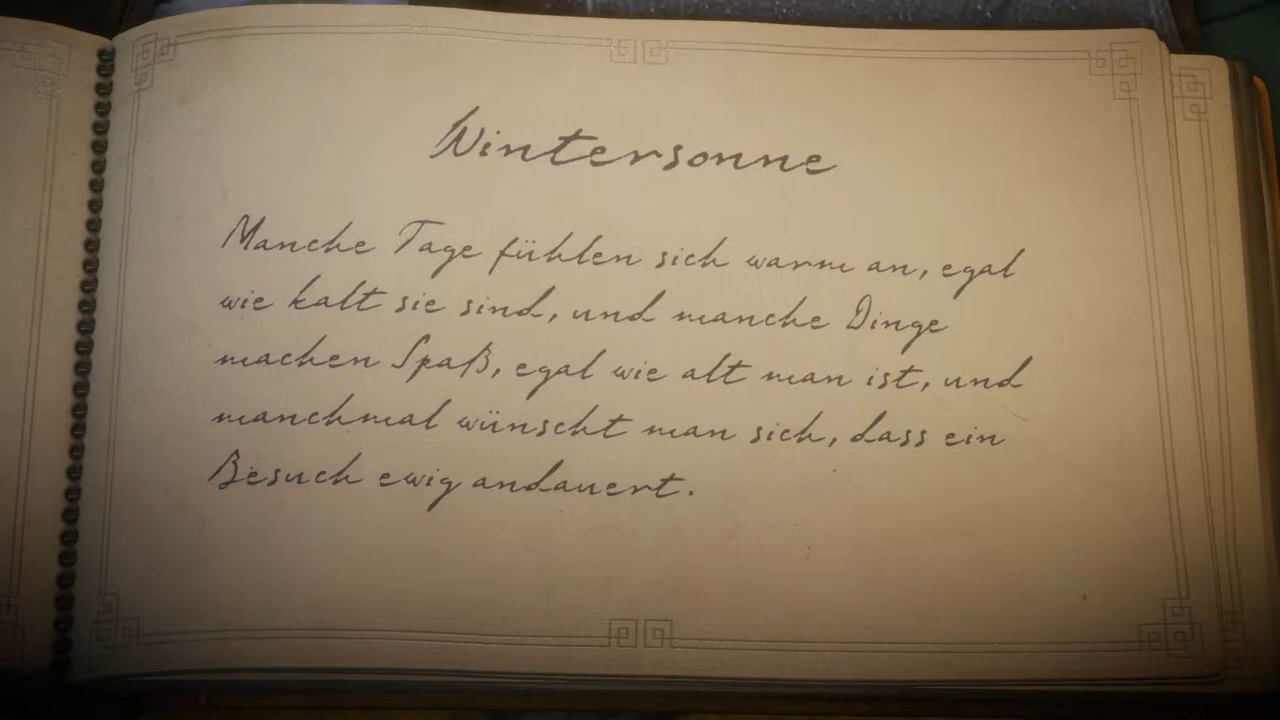 Wintersonne
Manche Tage fühlen sich warm an, egal
wie kalt sie sind, und manche Dinge
machen Spaß, egal wie alt man ist, und
manchmal wünscht man sich, dass ein
Besuch ewig andauert.